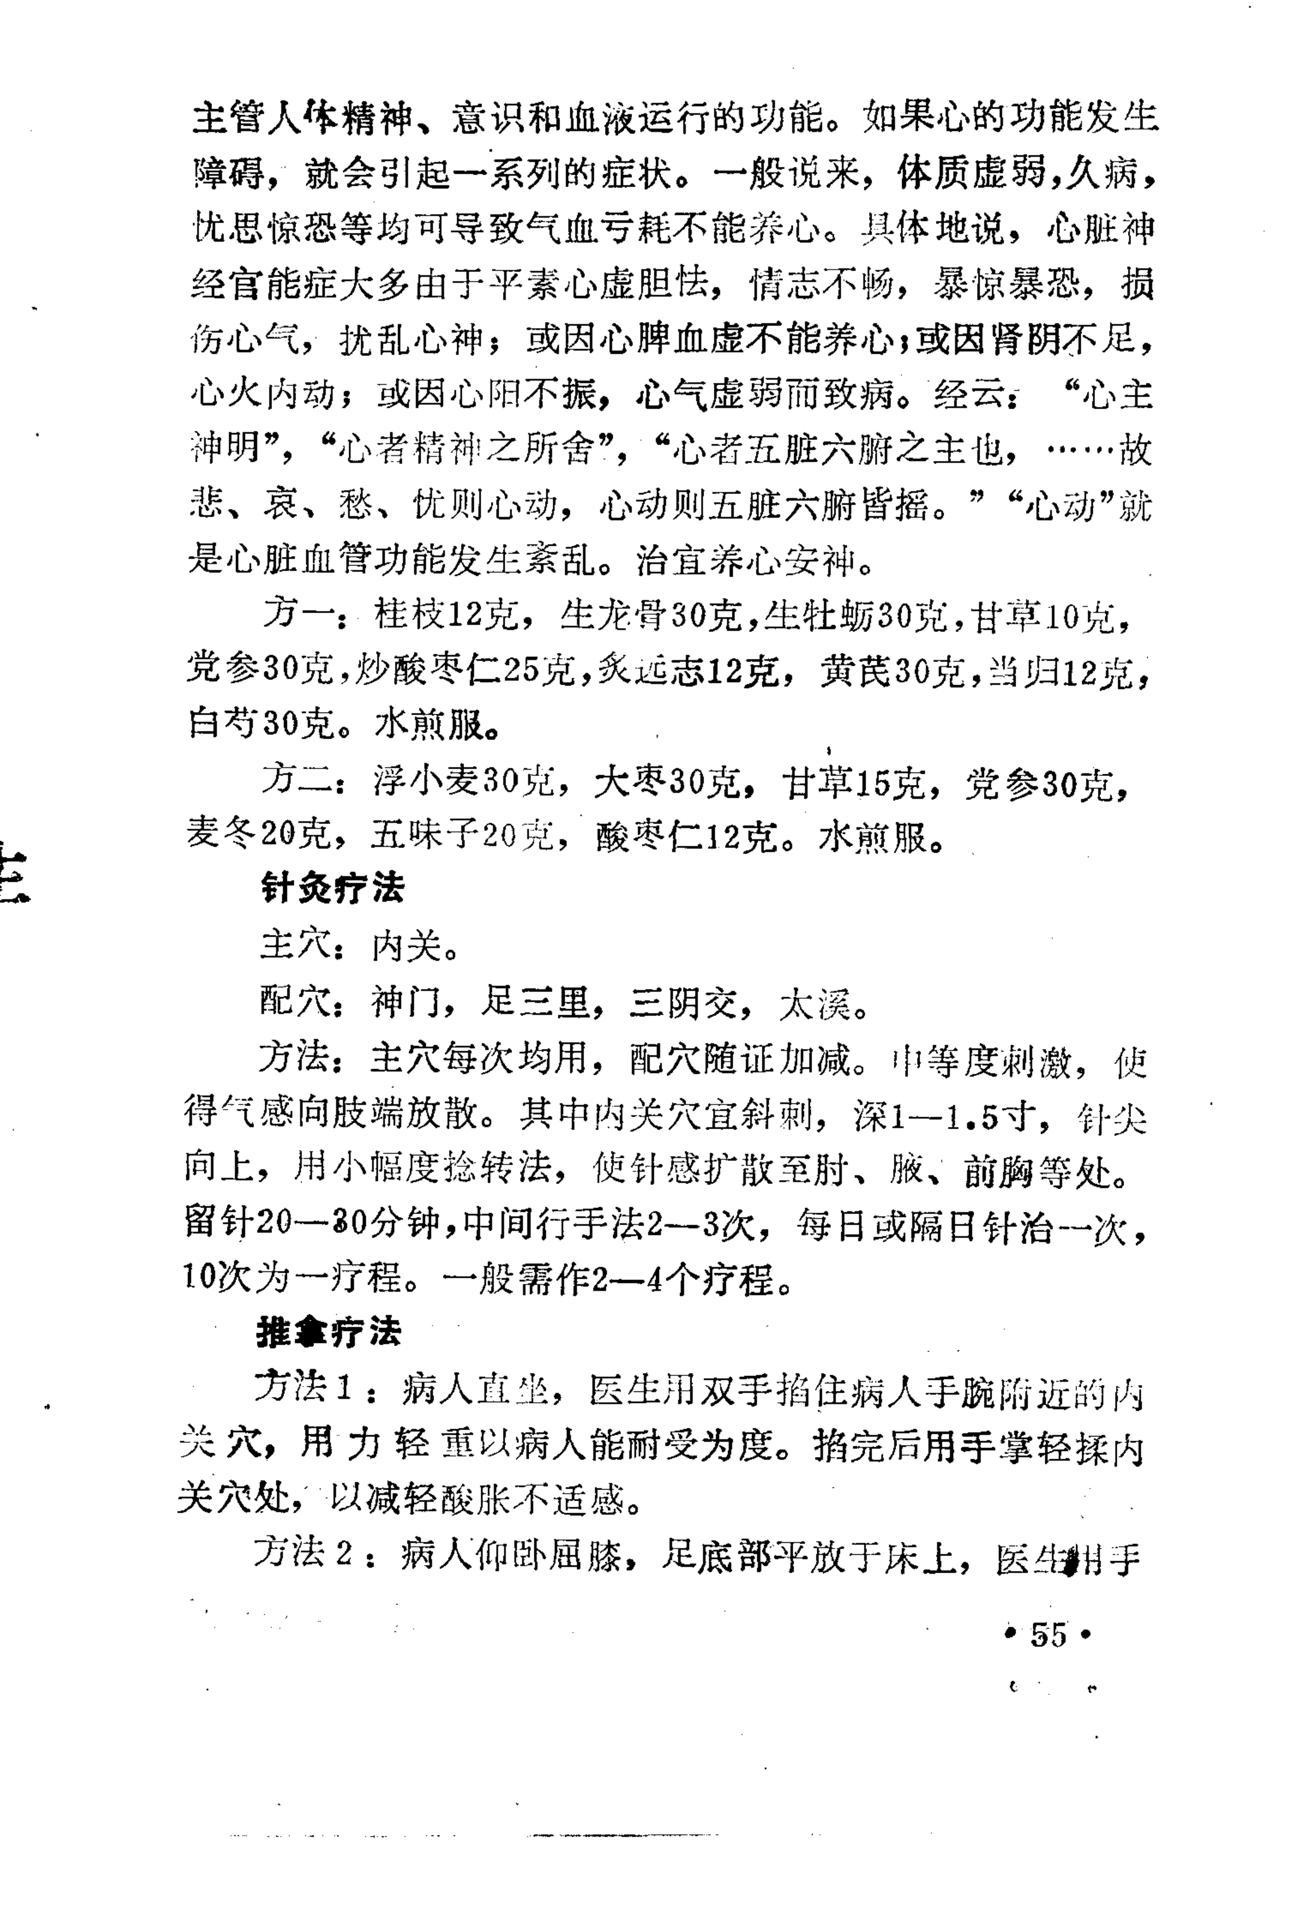 主管人体精神、意识和血液运行的功能。如果心的功能发生
障碍，就会引起一系列的症状。一般说来，体质虚弱，久病，
忧思惊恐等均可导致气血亏耗不能养心。具体地说，心脏神
经官能症大多由于平素心虚胆怯，情志不畅，暴惊暴恐，损
伤心气，扰乱心神；或因心脾血虚不能养心；或因肾阴不足，
心火内动；或因心阳不振，心气虚弱而致病。经云：“心主
神明”，“心者精神之所舍”，“心者五脏六腑之主也，……故
悲、哀、愁、忧则心动，心动则五脏六腑皆摇。”“心动”就
是心脏血管功能发生紊乱。治宜养心安神。
方一：桂枝12克，生龙骨30克，生牡蛎30克，甘草10克，
党参30克，炒酸枣仁25克，炙远志12克，黄芪30克，当归12克，
白芍30克。水煎服。
方二：浮小麦30克，大枣30克，甘草15克，党参30克，
麦冬20克，五味子20克，酸枣仁12克。水煎服。
针灸疗法
主穴：内关。
配穴：神门，足三里，三阴交，太溪。
方法：主穴每次均用，配穴随证加减。中等度刺激，使
得气感向肢端放散。其中内关穴宜斜刺，深1—1.5寸，针尖
向上，用小幅度捻转法，使针感扩散至肘、腋、前胸等处。
留针20—30分钟，中间行手法2—3次，每日或隔日针治一次，
10次为一疗程。一般需作2—4个疗程。
推拿疗法
方法1：病人直坐，医生用双手掐住病人手腕附近的内
关穴，用力轻重以病人能耐受为度。掐完后用手掌轻揉内
关穴处，以减轻酸胀不适感。
方法2：病人仰卧屈膝，足底部平放于床上，医生用手
• 55 •